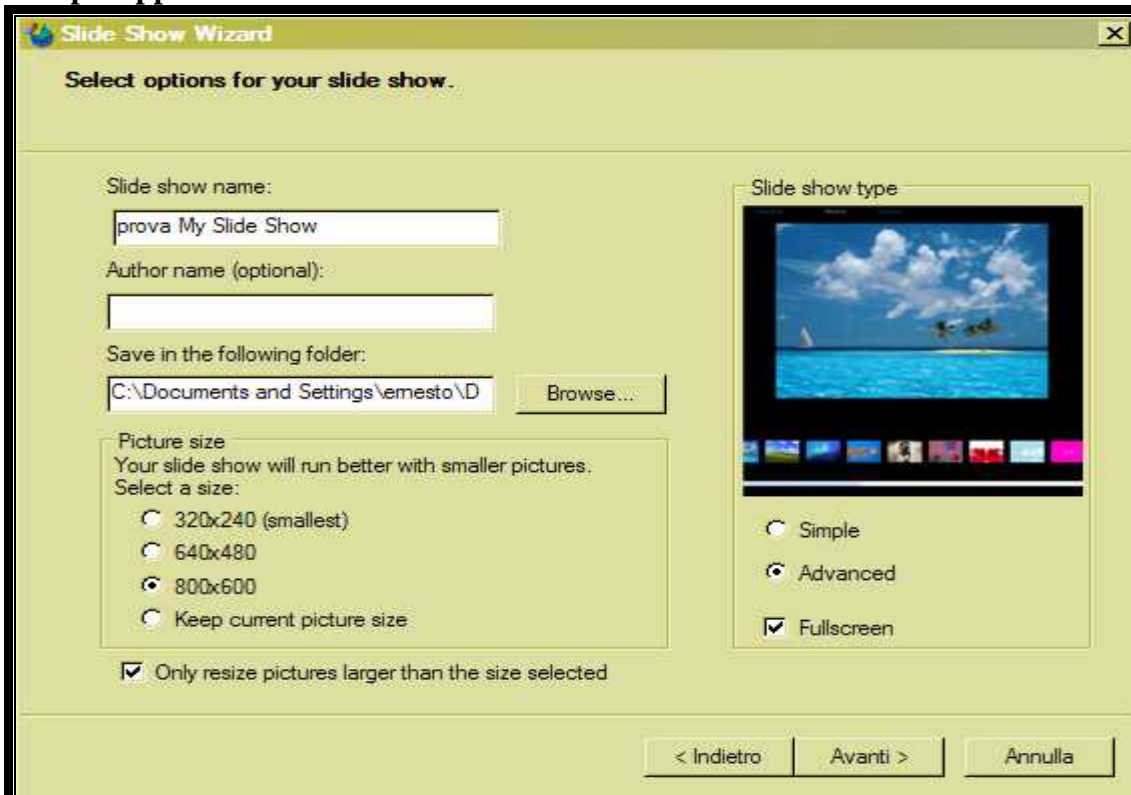 Slide Show Wizard
Select options for your slide show.
Slide show name:
prova My Slide Show
Author name (optional):
Save in the following folder:
C:\Documents and Settings\ernesto\D
Browse...
Picture size
Your slide show will run better with smaller pictures.
Select a size:
320x240 (smallest)
640x480
800x600
Keep current picture size
Only resize pictures larger than the size selected
Slide show type
Simple
Advanced
Fullscreen
< Indietro
Avanti >
Annulla